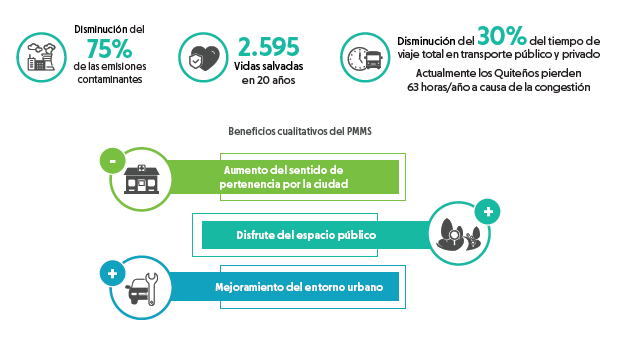 Disminución del
75%
de las emisiones
contaminantes
2.595
Vidas salvadas
en 20 años
Disminución del 30% del tiempo de
viaje total en transporte público y privado
Actualmente los Quiteños pierden
63 horas/año a causa de la congestión
Beneficios cualitativos del PMMS
-
Aumento del sentido de
pertenencia por la ciudad
+
Disfrute del espacio público
+
Mejoramiento del entorno urbano